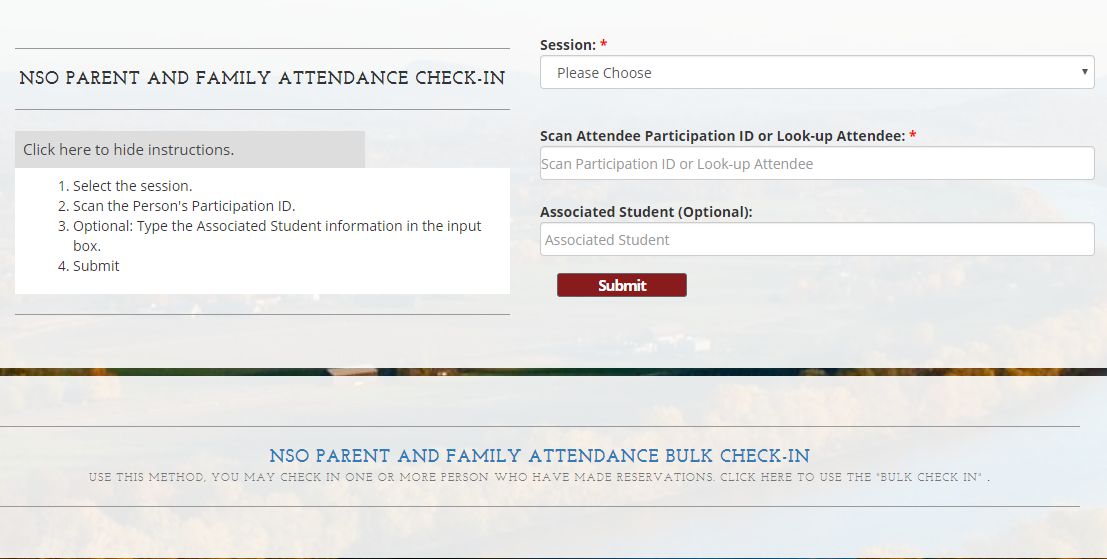 NSO PARENT AND FAMILY ATTENDANCE CHECK-IN
Click here to hide instructions.
1. Select the session.
2. Scan the Person's Participation ID.
3. Optional: Type the Associated Student information in the input
box.
4. Submit
Session: *
Please Choose
Scan Attendee Participation ID or Look-up Attendee: *
Scan Participation ID or Look-up Attendee
Associated Student (Optional):
Associated Student
Submit
NSO PARENT AND FAMILY ATTENDANCE BULK CHECK-IN
USE THIS METHOD, YOU MAY CHECK IN ONE OR MORE PERSON WHO HAVE MADE RESERVATIONS. CLICK HERE TO USE THE "BULK CHECK IN" .